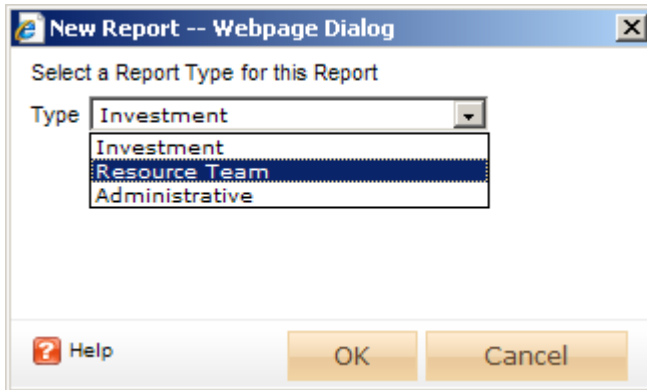 New Report -- Webpage Dialog
Select a Report Type for this Report
Type Investment
Investment
Resource Team
Administrative
Help OK Cancel